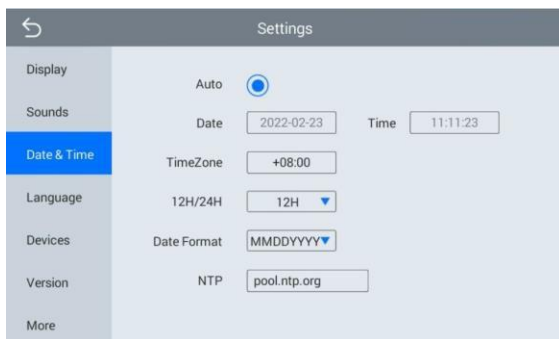 Settings
Display
Sounds
Date & Time
Language
Devices
Version
More
Auto
Date 2022-02-23 Time 11:11:23
TimeZone +08:00
12H/24H 12H
Date Format MMDDYYYY
NTP pool.ntp.org